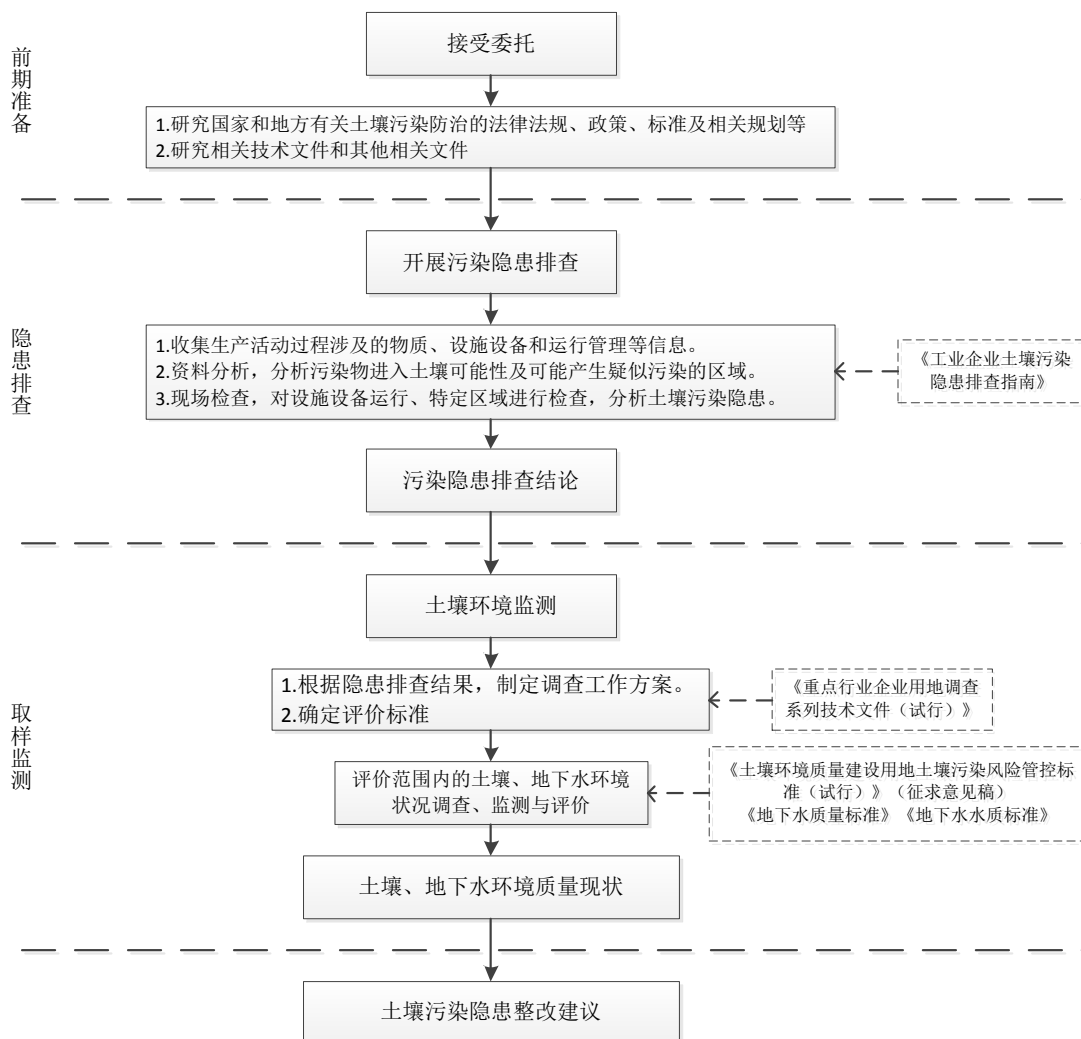 前期准备
接受委托
1.研究国家和地方有关土壤污染防治的法律法规、政策、标准及相关规划等
2.研究相关技术文件和其他相关文件
隐患排查
开展污染隐患排查
1.收集生产活动过程涉及的物质、设施设备和运行管理等信息。
2.资料分析，分析污染物进入土壤可能性及可能产生疑似污染的区域。
3.现场检查，对设施设备运行、特定区域进行检查，分析土壤污染隐患。
《工业企业土壤污染
隐患排查指南》
污染隐患排查结论
取样监测
土壤环境监测
1.根据隐患排查结果，制定调查工作方案。
2.确定评价标准
《重点行业企业用地调查
系列技术文件（试行）》
评价范围内的土壤、地下水环境
状况调查、监测与评价
《土壤环境质量建设用地土壤污染风险管控标
准（试行）》（征求意见稿）
《地下水质量标准》《地下水水质标准》
土壤、地下水环境质量现状
土壤污染隐患整改建议